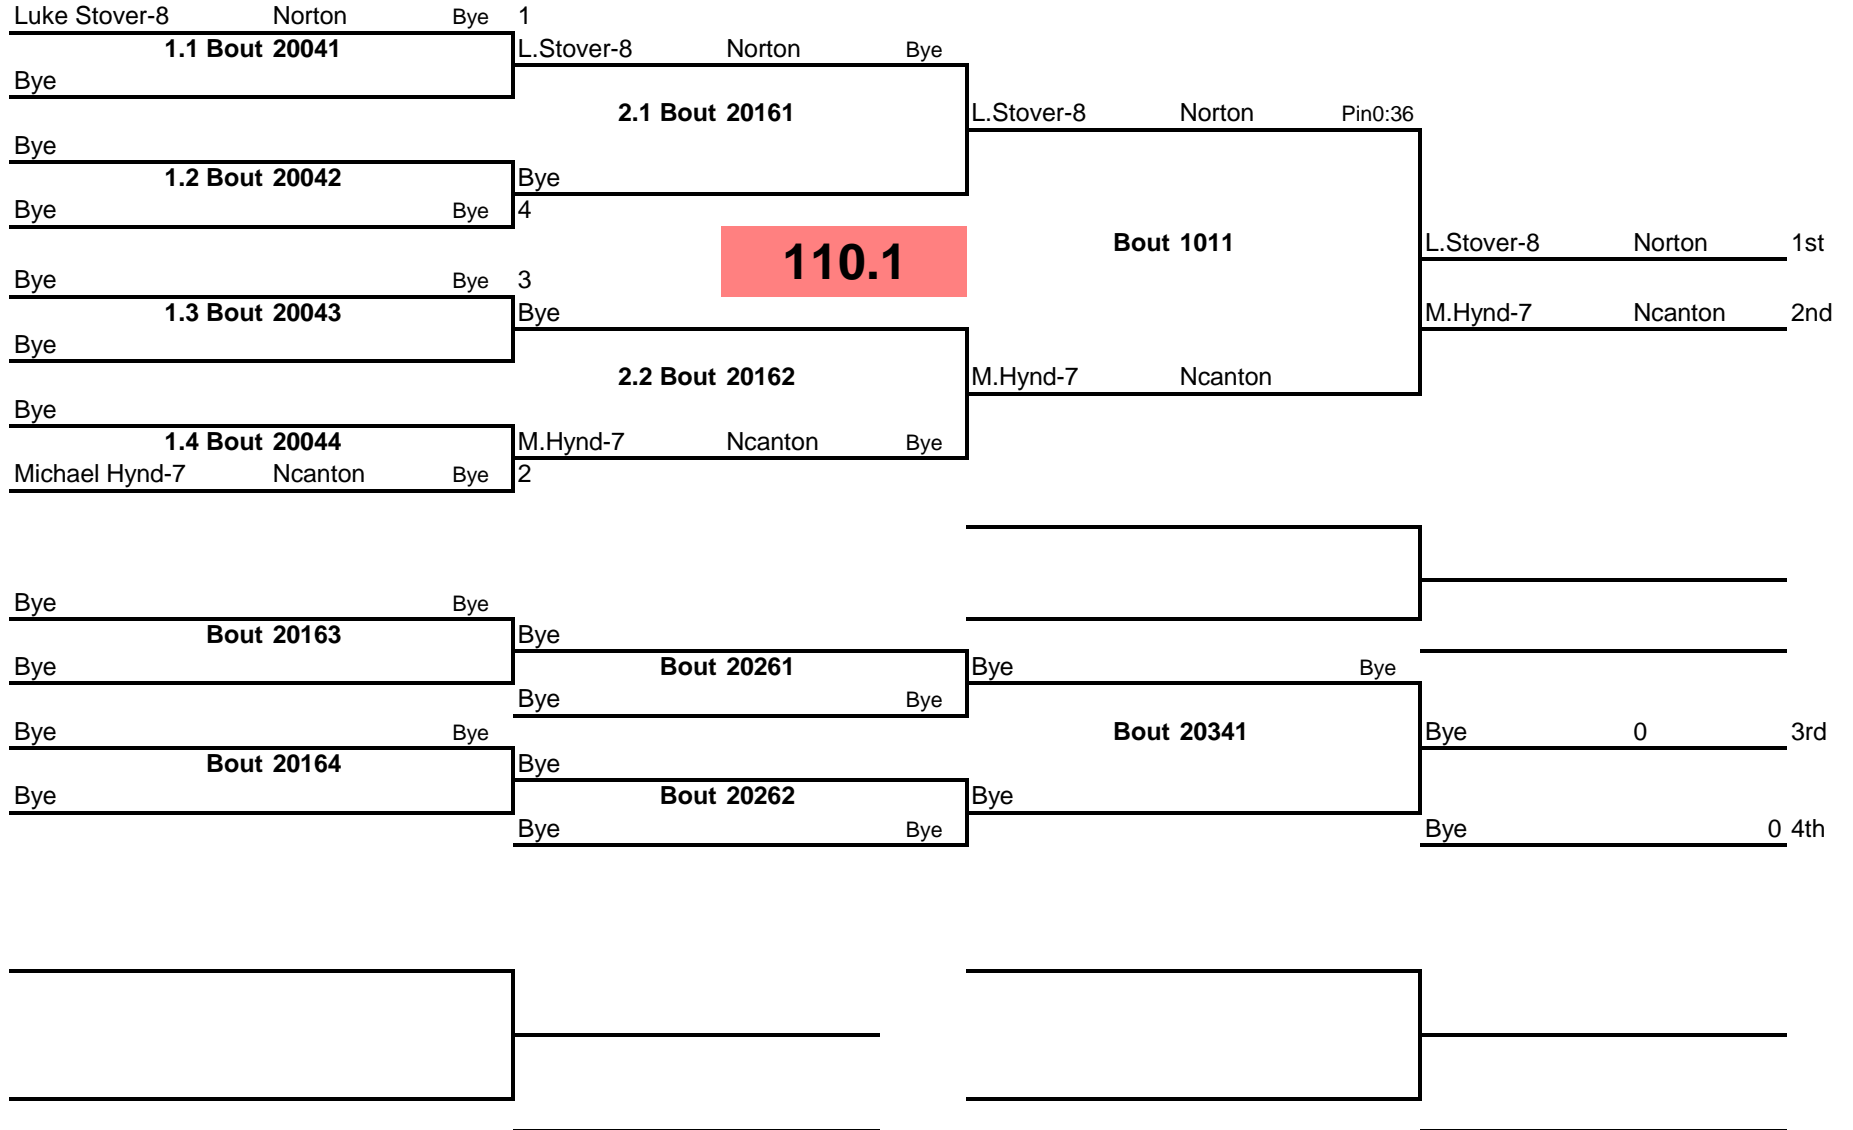 Luke Stover-8 Norton Bye 1
1.1 Bout 20041 L.Stover-8 Norton Bye
Bye
2.1 Bout 20161 L.Stover-8 Norton Pin0:36
Bye
1.2 Bout 20042 Bye
Bye Bye 4
110.1 Bout 1011 L.Stover-8 Norton 1st
Bye Bye 3
1.3 Bout 20043 Bye M.Hynd-7 Ncanton 2nd
Bye
2.2 Bout 20162 M.Hynd-7 Ncanton
Bye
1.4 Bout 20044 M.Hynd-7 Ncanton Bye
Michael Hynd-7 Ncanton Bye 2
Bye Bye
Bout 20163 Bye
Bye Bout 20261 Bye Bye
Bye Bye
Bye Bye Bout 20341 Bye 0 3rd
Bout 20164 Bye
Bye Bout 20262 Bye
Bye Bye Bye 0 4th